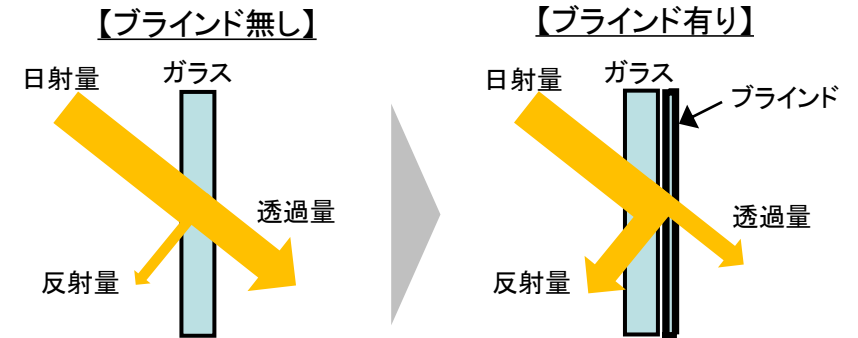 【ブラインド無し】
日射量
ガラス
透過量
反射量
【ブラインド有り】
日射量
ガラス
ブラインド
透過量
反射量